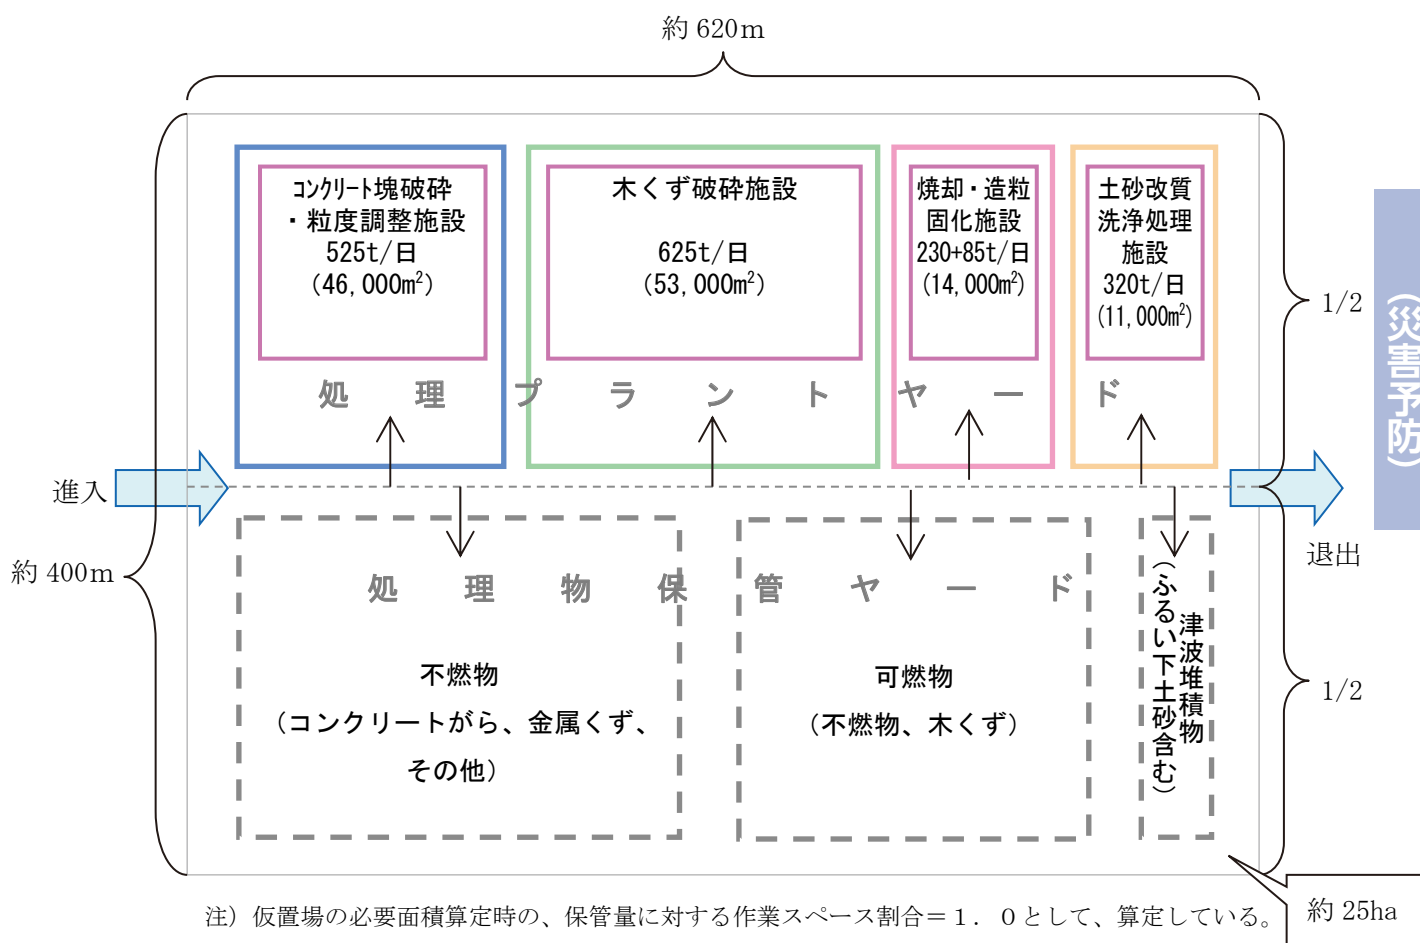 約 620m
コンクリート塊破砕
・粒度調整施設
525t/日
(46,000m²)
木くず破砕施設
625t/日
(53,000m²)
焼却・造粒
固化施設
230+85t/日
(14,000m²)
土砂改質
洗浄処理
施設
320t/日
(11,000m²)
処理プラントヤード
1/2
(災害予防)
進入
退出
約 400m
処理物保管ヤード
不燃物
（コンクリートがら、金属くず、
その他）
可燃物
（不燃物、木くず）
津波堆積物
（ふるい下土砂含む）
1/2
約 25ha
注）仮置場の必要面積算定時の、保管量に対する作業スペース割合＝１．０として、算定している。